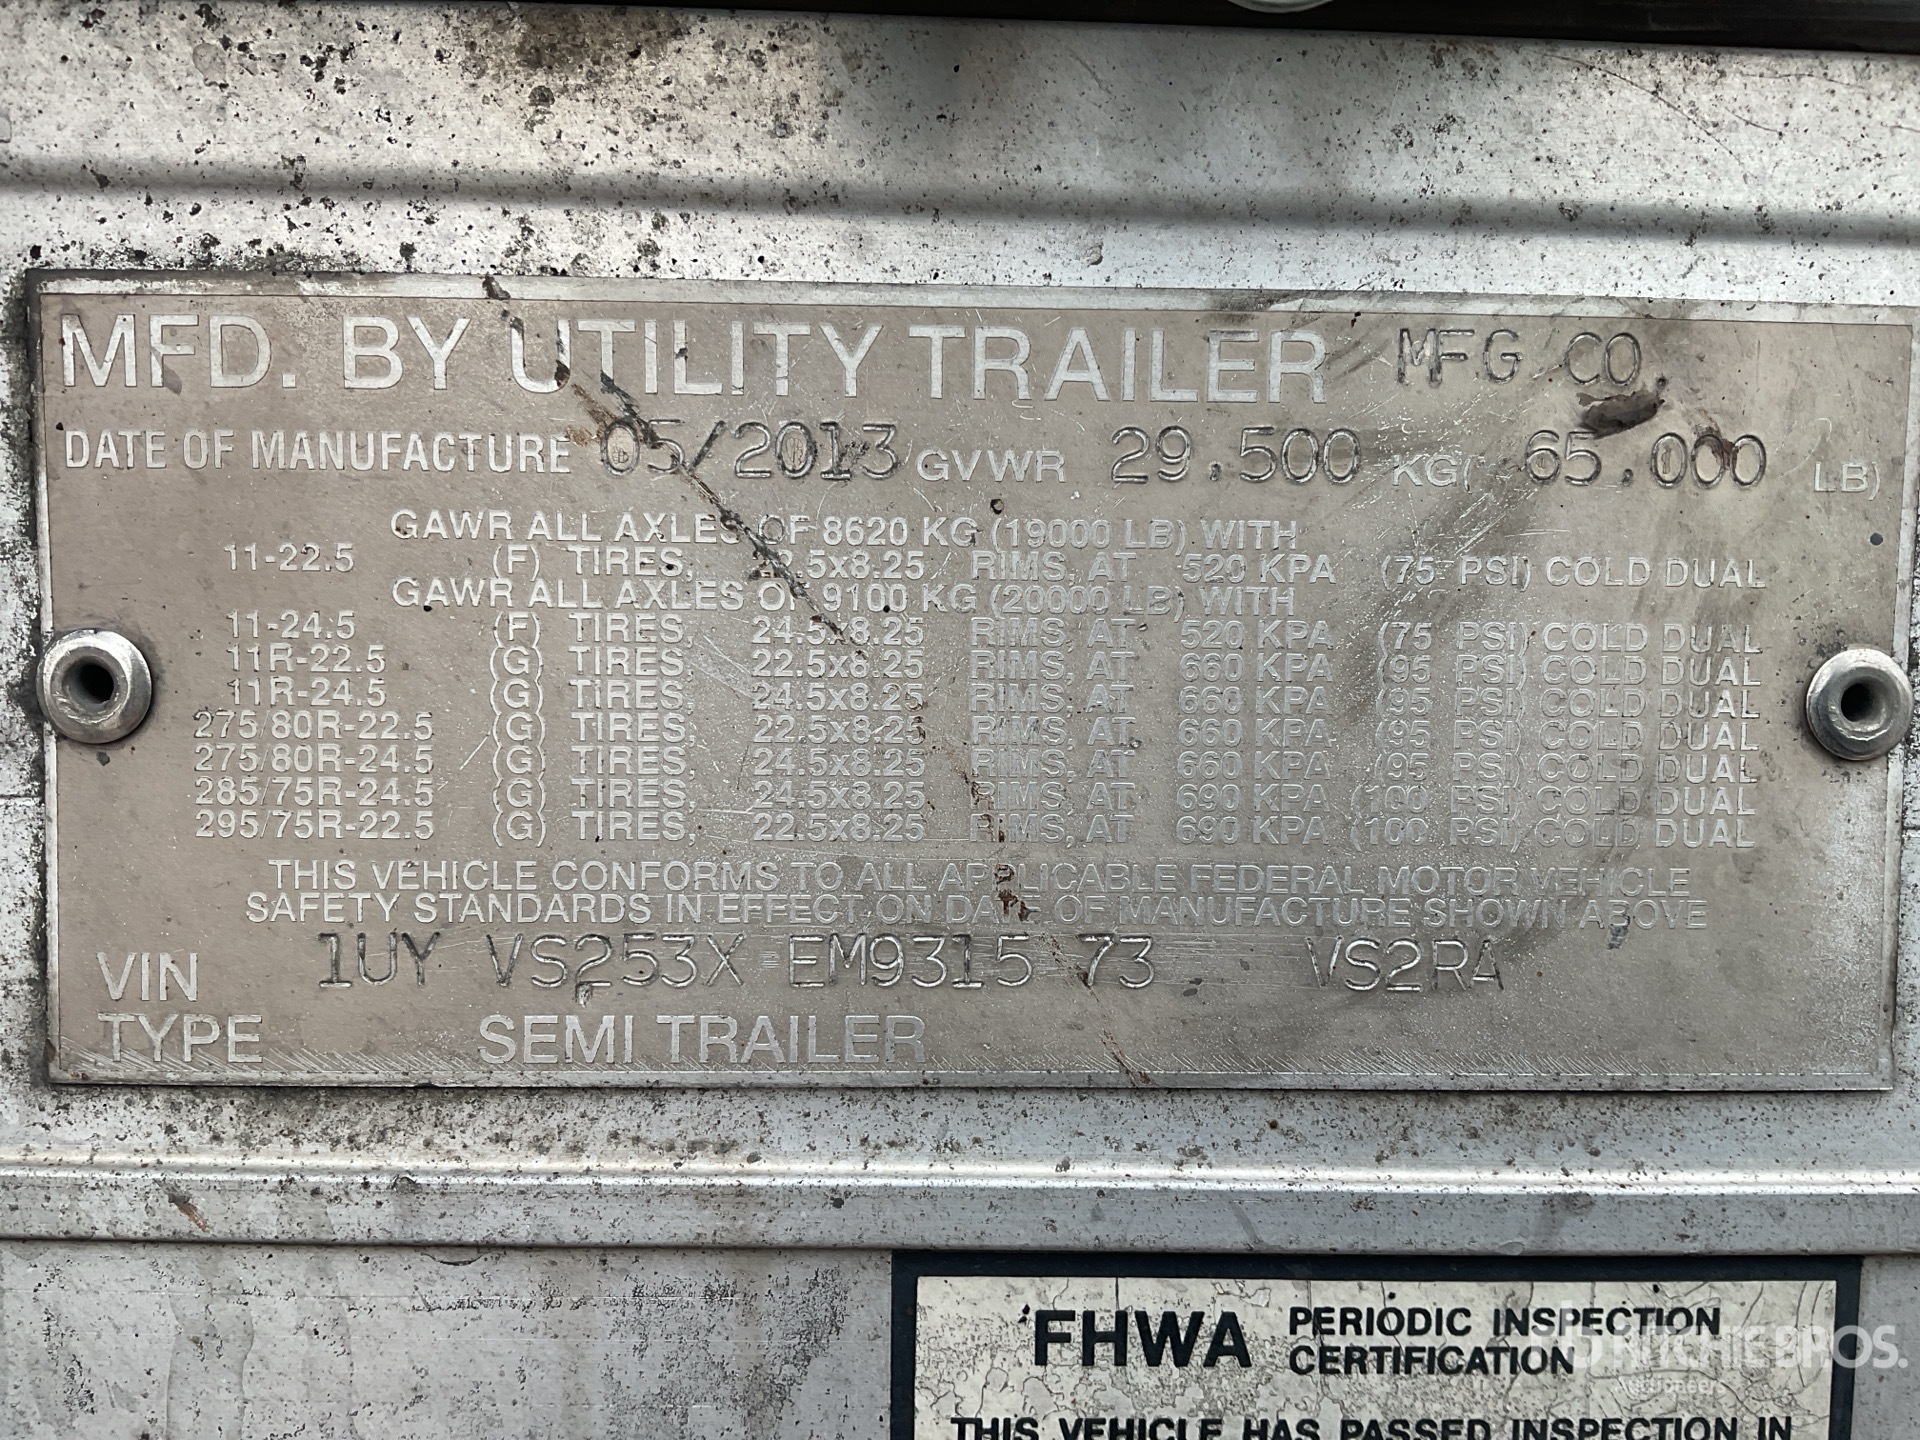 MFD. BY UTILITY TRAILER MFG CO.
DATE OF MANUFACTURE 05/2013 GVWR 29.500 KG( 65.000 LB)
GAWR ALL AXLES OF 8620 KG (19000 LB) WITH
11-22.5 (F) TIRES, 22.5x8.25 RIMS, AT 520 KPA (75 PSI) COLD DUAL
GAWR ALL AXLES OF 9100 KG (20000 LB) WITH
11-24.5 (F) TIRES, 24.5x8.25 RIMS, AT 520 KPA (75 PSI) COLD DUAL
11R-22.5 (G) TIRES, 22.5x8.25 RIMS, AT 660 KPA (95 PSI) COLD DUAL
11R-24.5 (G) TIRES, 24.5x8.25 RIMS, AT 660 KPA (95 PSI) COLD DUAL
275/80R-22.5 (G) TIRES, 22.5x8.25 RIMS, AT 660 KPA (95 PSI) COLD DUAL
275/80R-24.5 (G) TIRES, 24.5x8.25 RIMS, AT 660 KPA (95 PSI) COLD DUAL
285/75R-24.5 (G) TIRES, 24.5x8.25 RIMS, AT 690 KPA (100 PSI) COLD DUAL
295/75R-22.5 (G) TIRES, 22.5x8.25 RIMS, AT 690 KPA (100 PSI) COLD DUAL
THIS VEHICLE CONFORMS TO ALL APPLICABLE FEDERAL MOTOR VEHICLE
SAFETY STANDARDS IN EFFECT ON DATE OF MANUFACTURE SHOWN ABOVE
VIN 1UY VS253X EM9315 73 VS2RA
TYPE SEMI TRAILER
FHWA PERIODIC INSPECTION
CERTIFICATION
RITCHIE BROS.
Auctioneers
THIS VEHICLE HAS PASSED INSPECTION IN